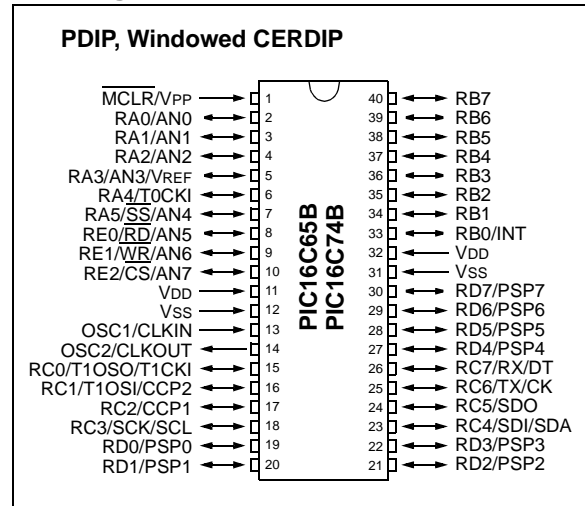 PDIP, Windowed CERDIP
MCLR/VPP 1 40 RB7
RA0/AN0 2 39 RB6
RA1/AN1 3 38 RB5
RA2/AN2 4 37 RB4
RA3/AN3/VREF 5 36 RB3
RA4/T0CKI 6 35 RB2
RA5/SS/AN4 7 34 RB1
RE0/RD/AN5 8 33 RB0/INT
RE1/WR/AN6 9 32 VDD
RE2/CS/AN7 10 31 VSS
VDD 11 30 RD7/PSP7
VSS 12 29 RD6/PSP6
OSC1/CLKIN 13 28 RD5/PSP5
OSC2/CLKOUT 14 27 RD4/PSP4
RC0/T1OSO/T1CKI 15 26 RC7/RX/DT
RC1/T1OSI/CCP2 16 25 RC6/TX/CK
RC2/CCP1 17 24 RC5/SDO
RC3/SCK/SCL 18 23 RC4/SDI/SDA
RD0/PSP0 19 22 RD3/PSP3
RD1/PSP1 20 21 RD2/PSP2
PIC16C65B
PIC16C74B